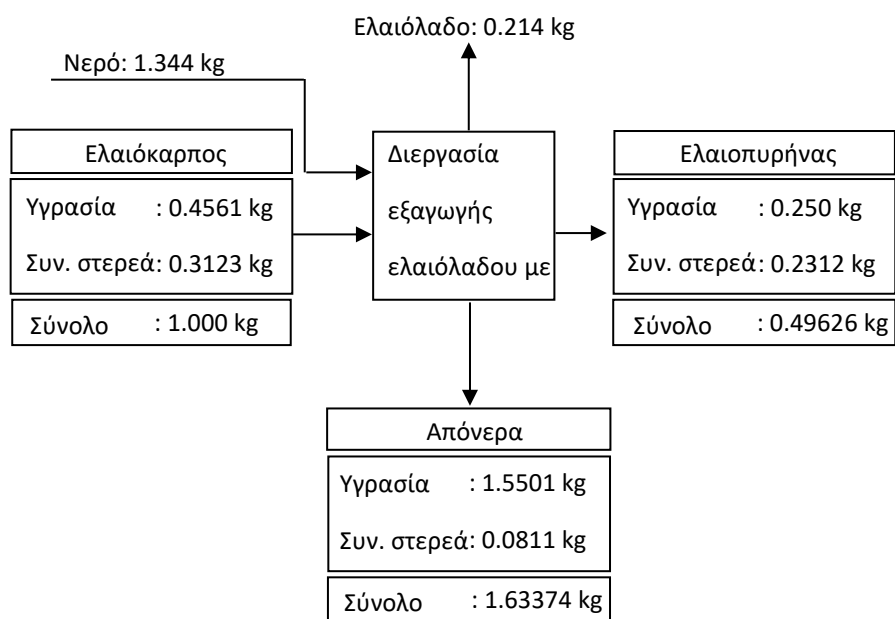 Ελαιόλαδο: 0.214 kg
Νερό: 1.344 kg
Ελαιόκαρπος
Υγρασία : 0.4561 kg
Συν. στερεά: 0.3123 kg
Σύνολο : 1.000 kg
Διεργασία
εξαγωγής
ελαιόλαδου με
Ελαιοπυρήνας
Υγρασία : 0.250 kg
Συν. στερεά: 0.2312 kg
Σύνολο : 0.49626 kg
Απόνερα
Υγρασία : 1.5501 kg
Συν. στερεά: 0.0811 kg
Σύνολο : 1.63374 kg